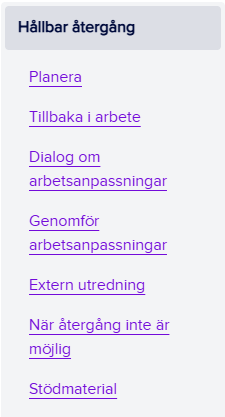 Hållbar återgång
Planera
Tillbaka i arbete
Dialog om
arbetsanpassningar
Genomför
arbetsanpassningar
Extern utredning
När återgång inte är
möjlig
Stödmaterial